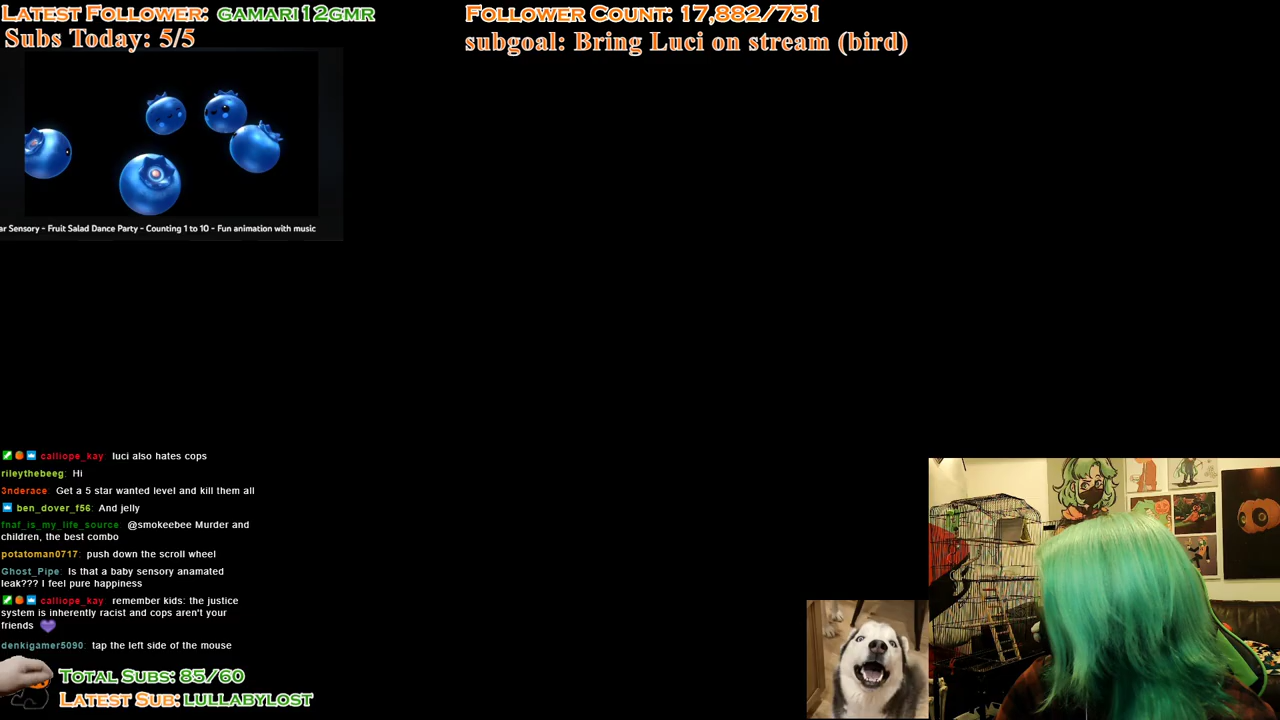 Latest Follower: gamari12gmr
Follower Count: 17,882/751
Subs Today: 5/5
subgoal: Bring Luci on stream (bird)
ar Sensory - Fruit Salad Dance Party - Counting 1 to 10 - Fun animation with music
calliope_kay luci also hates cops
rileythebeeg: Hi
3nderace: Get a 5 star wanted level and kill them all
ben_dover_f56: And jelly
fnaf_is_my_life_source: @smokeebee Murder and
children, the best combo
potatoman0717: push down the scroll wheel
Ghost_Pipe: Is that a baby sensory anamated
leak??? I feel pure happiness
calliope_kay remember kids: the justice
system is inherently racist and cops aren't your
friends
denkigamer5090: tap the left side of the mouse
Total Subs: 85/60
Latest Sub: lullabylost